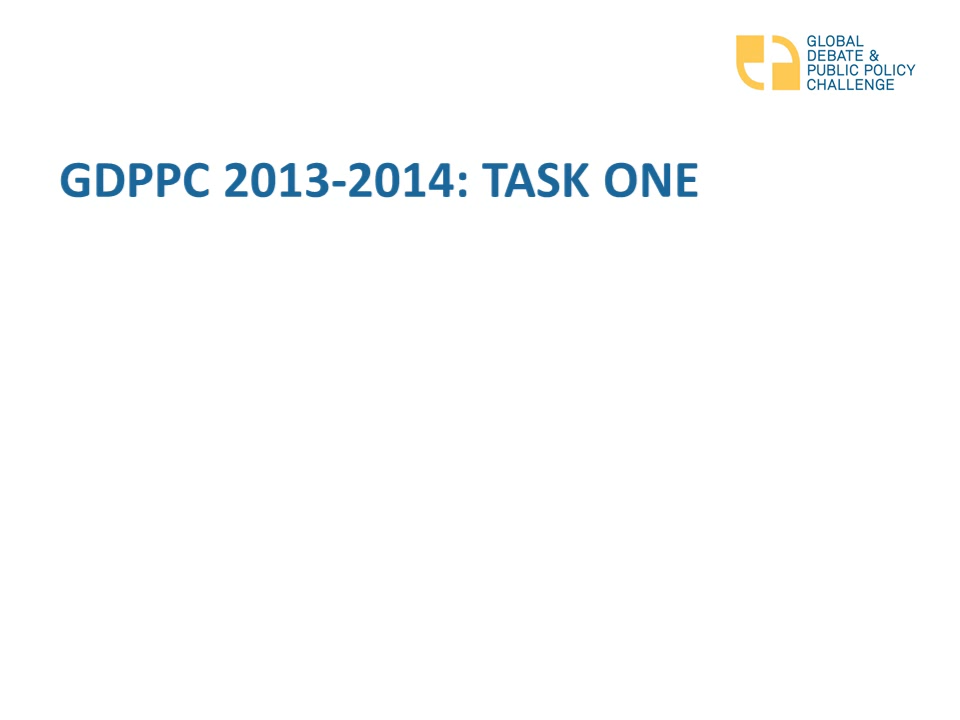 GLOBAL
DEBATE &
PUBLIC POLICY
CHALLENGE
GDPPC 2013-2014: TASK ONE